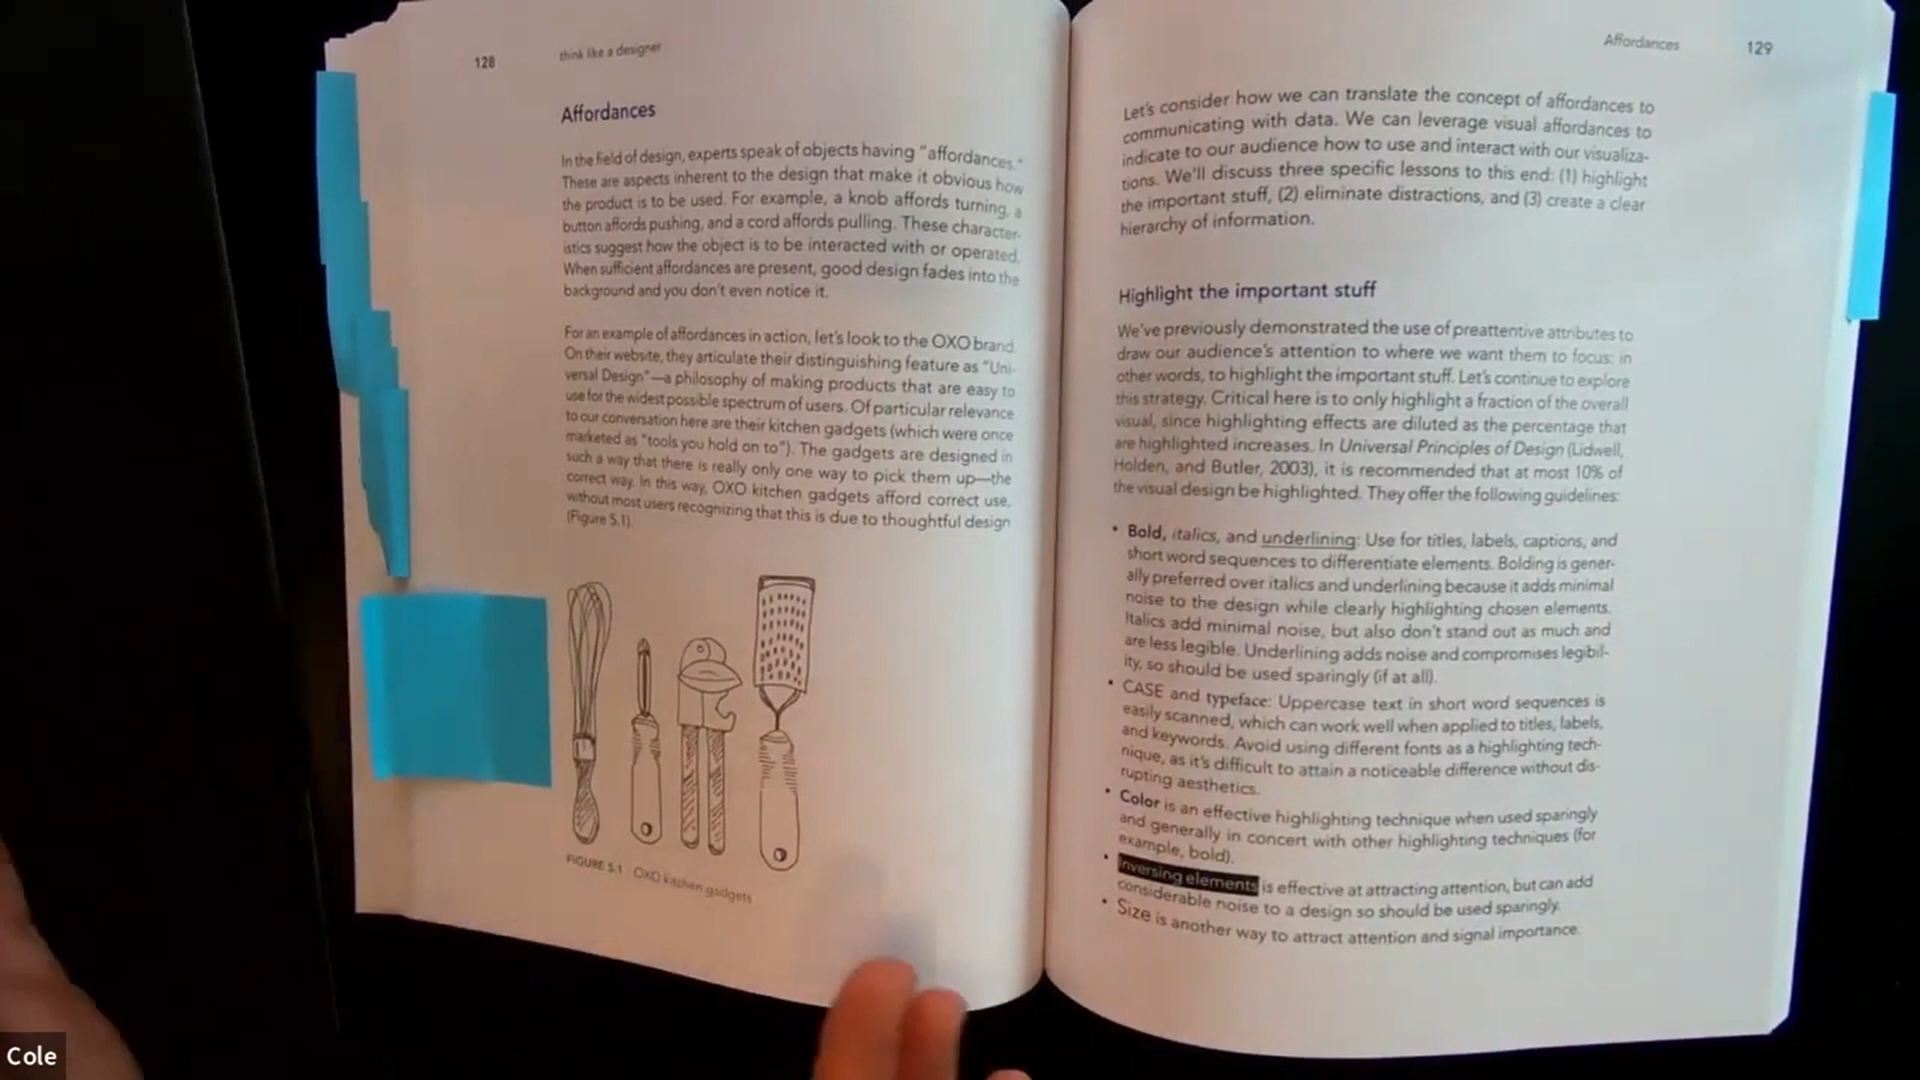 128 think like a designer
Affordances
In the field of design, experts speak of objects having "affordances."
These are aspects inherent to the design that make it obvious how
the product is to be used. For example, a knob affords turning, a
button affords pushing, and a cord affords pulling. These character-
istics suggest how the object is to be interacted with or operated.
When sufficient affordances are present, good design fades into the
background and you don't even notice it.
For an example of affordances in action, let's look to the OXO brand.
On their website, they articulate their distinguishing feature as "Uni-
versal Design"—a philosophy of making products that are easy to
use for the widest possible spectrum of users. Of particular relevance
to our conversation here are their kitchen gadgets (which were once
marketed as "tools you hold on to"). The gadgets are designed in
such a way that there is really only one way to pick them up—the
correct way. In this way, OXO kitchen gadgets afford correct use,
without most users recognizing that this is due to thoughtful design
(Figure 5.1).
FIGURE 5.1 OXO kitchen gadgets
Affordances 129
Let's consider how we can translate the concept of affordances to
communicating with data. We can leverage visual affordances to
indicate to our audience how to use and interact with our visualiza-
tions. We'll discuss three specific lessons to this end: (1) highlight
the important stuff, (2) eliminate distractions, and (3) create a clear
hierarchy of information.
Highlight the important stuff
We've previously demonstrated the use of preattentive attributes to
draw our audience's attention to where we want them to focus: in
other words, to highlight the important stuff. Let's continue to explore
this strategy. Critical here is to only highlight a fraction of the overall
visual, since highlighting effects are diluted as the percentage that
are highlighted increases. In Universal Principles of Design (Lidwell,
Holden, and Butler, 2003), it is recommended that at most 10% of
the visual design be highlighted. They offer the following guidelines:
• Bold, italics, and underlining: Use for titles, labels, captions, and
short word sequences to differentiate elements. Bolding is gener-
ally preferred over italics and underlining because it adds minimal
noise to the design while clearly highlighting chosen elements.
Italics add minimal noise, but also don't stand out as much and
are less legible. Underlining adds noise and compromises legibil-
ity, so should be used sparingly (if at all).
• CASE and typeface: Uppercase text in short word sequences is
easily scanned, which can work well when applied to titles, labels,
and keywords. Avoid using different fonts as a highlighting tech-
nique, as it's difficult to attain a noticeable difference without dis-
rupting aesthetics.
• Color is an effective highlighting technique when used sparingly
and generally in concert with other highlighting techniques (for
example, bold).
• Inversing elements is effective at attracting attention, but can add
considerable noise to a design so should be used sparingly.
• Size is another way to attract attention and signal importance.
Cole